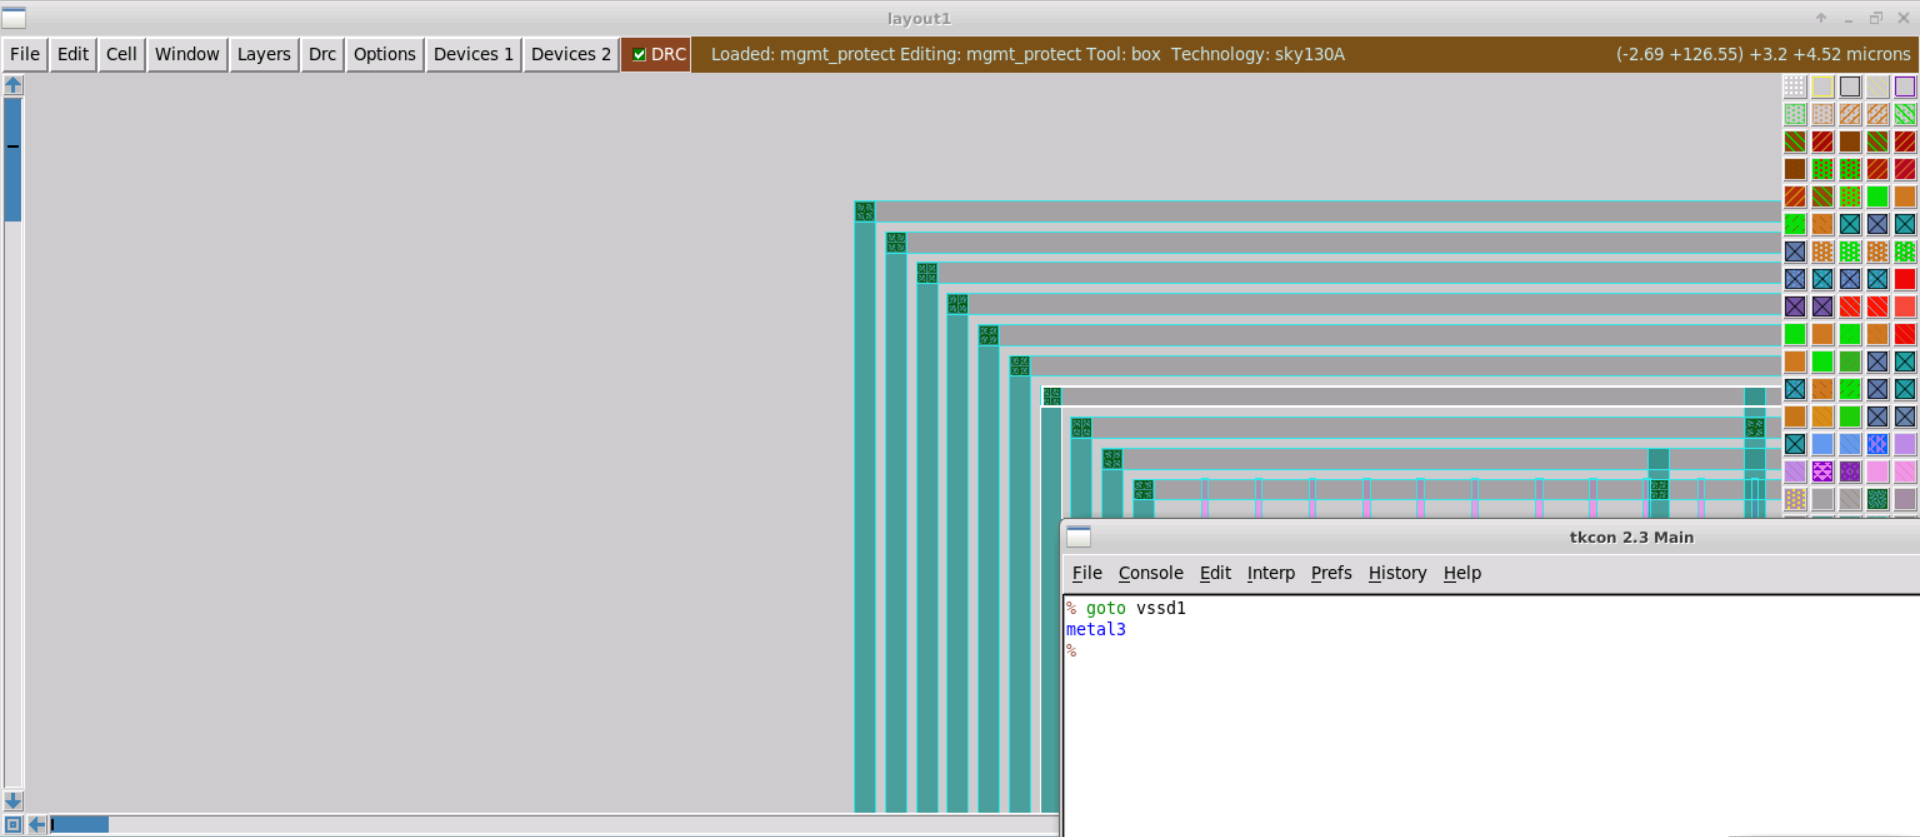 layout1
File Edit Cell Window Layers Drc Options Devices 1 Devices 2 DRC Loaded: mgmt_protect Editing: mgmt_protect Tool: box Technology: sky130A (-2.69 +126.55) +3.2 +4.52 microns
tkcon 2.3 Main
File Console Edit Interp Prefs History Help
% goto vssd1
metal3
%